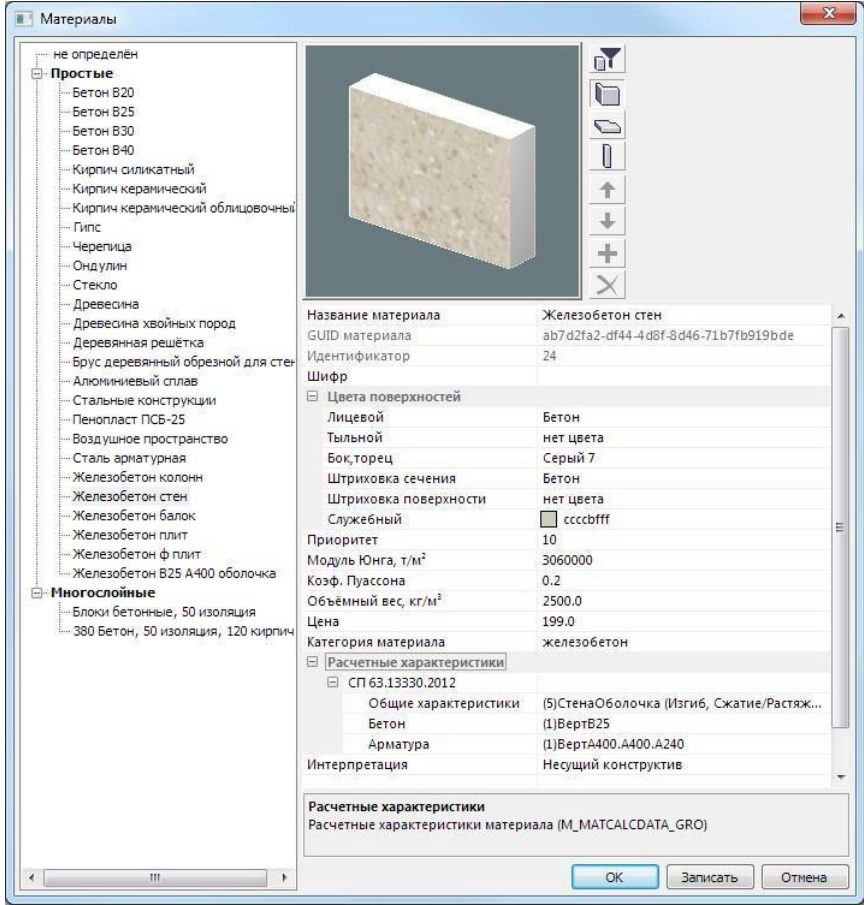 Материалы
не определён
Простые
Бетон В20
Бетон В25
Бетон В30
Бетон В40
Кирпич силикатный
Кирпич керамический
Кирпич керамический облицовочный
Гипс
Черепица
Ондулин
Стекло
Древесина
Древесина хвойных пород
Деревянная решётка
Брус деревянный обрезной для стен
Алюминиевый сплав
Стальные конструкции
Пенопласт ПСБ-25
Воздушное пространство
Сталь арматурная
Железобетон колонн
Железобетон стен
Железобетон балок
Железобетон плит
Железобетон ф плит
Железобетон В25 А400 оболочка
Многослойные
Блоки бетонные, 50 изоляция
380 Бетон, 50 изоляция, 120 кирпич
Название материала Железобетон стен
GUID материала ab7d2fa2-df44-4d8f-8d46-71b7fb919bde
Идентификатор 24
Шифр
Цвета поверхностей
Лицевой Бетон
Тыльной нет цвета
Бок,торец Серый 7
Штриховка сечения Бетон
Штриховка поверхности нет цвета
Служебный ccccbfff
Приоритет 10
Модуль Юнга, т/м² 3060000
Коэф. Пуассона 0.2
Объёмный вес, кг/м³ 2500.0
Цена 199.0
Категория материала железобетон
Расчетные характеристики
СП 63.13330.2012
Общие характеристики (5)СтенаОболочка (Изгиб, Сжатие/Растяж...
Бетон (1)ВертВ25
Арматура (1)ВертА400.А400.А240
Интерпретация Несущий конструктив
Расчетные характеристики
Расчетные характеристики материала (M_MATCALCDATA_GRO)
ОК Записать Отмена